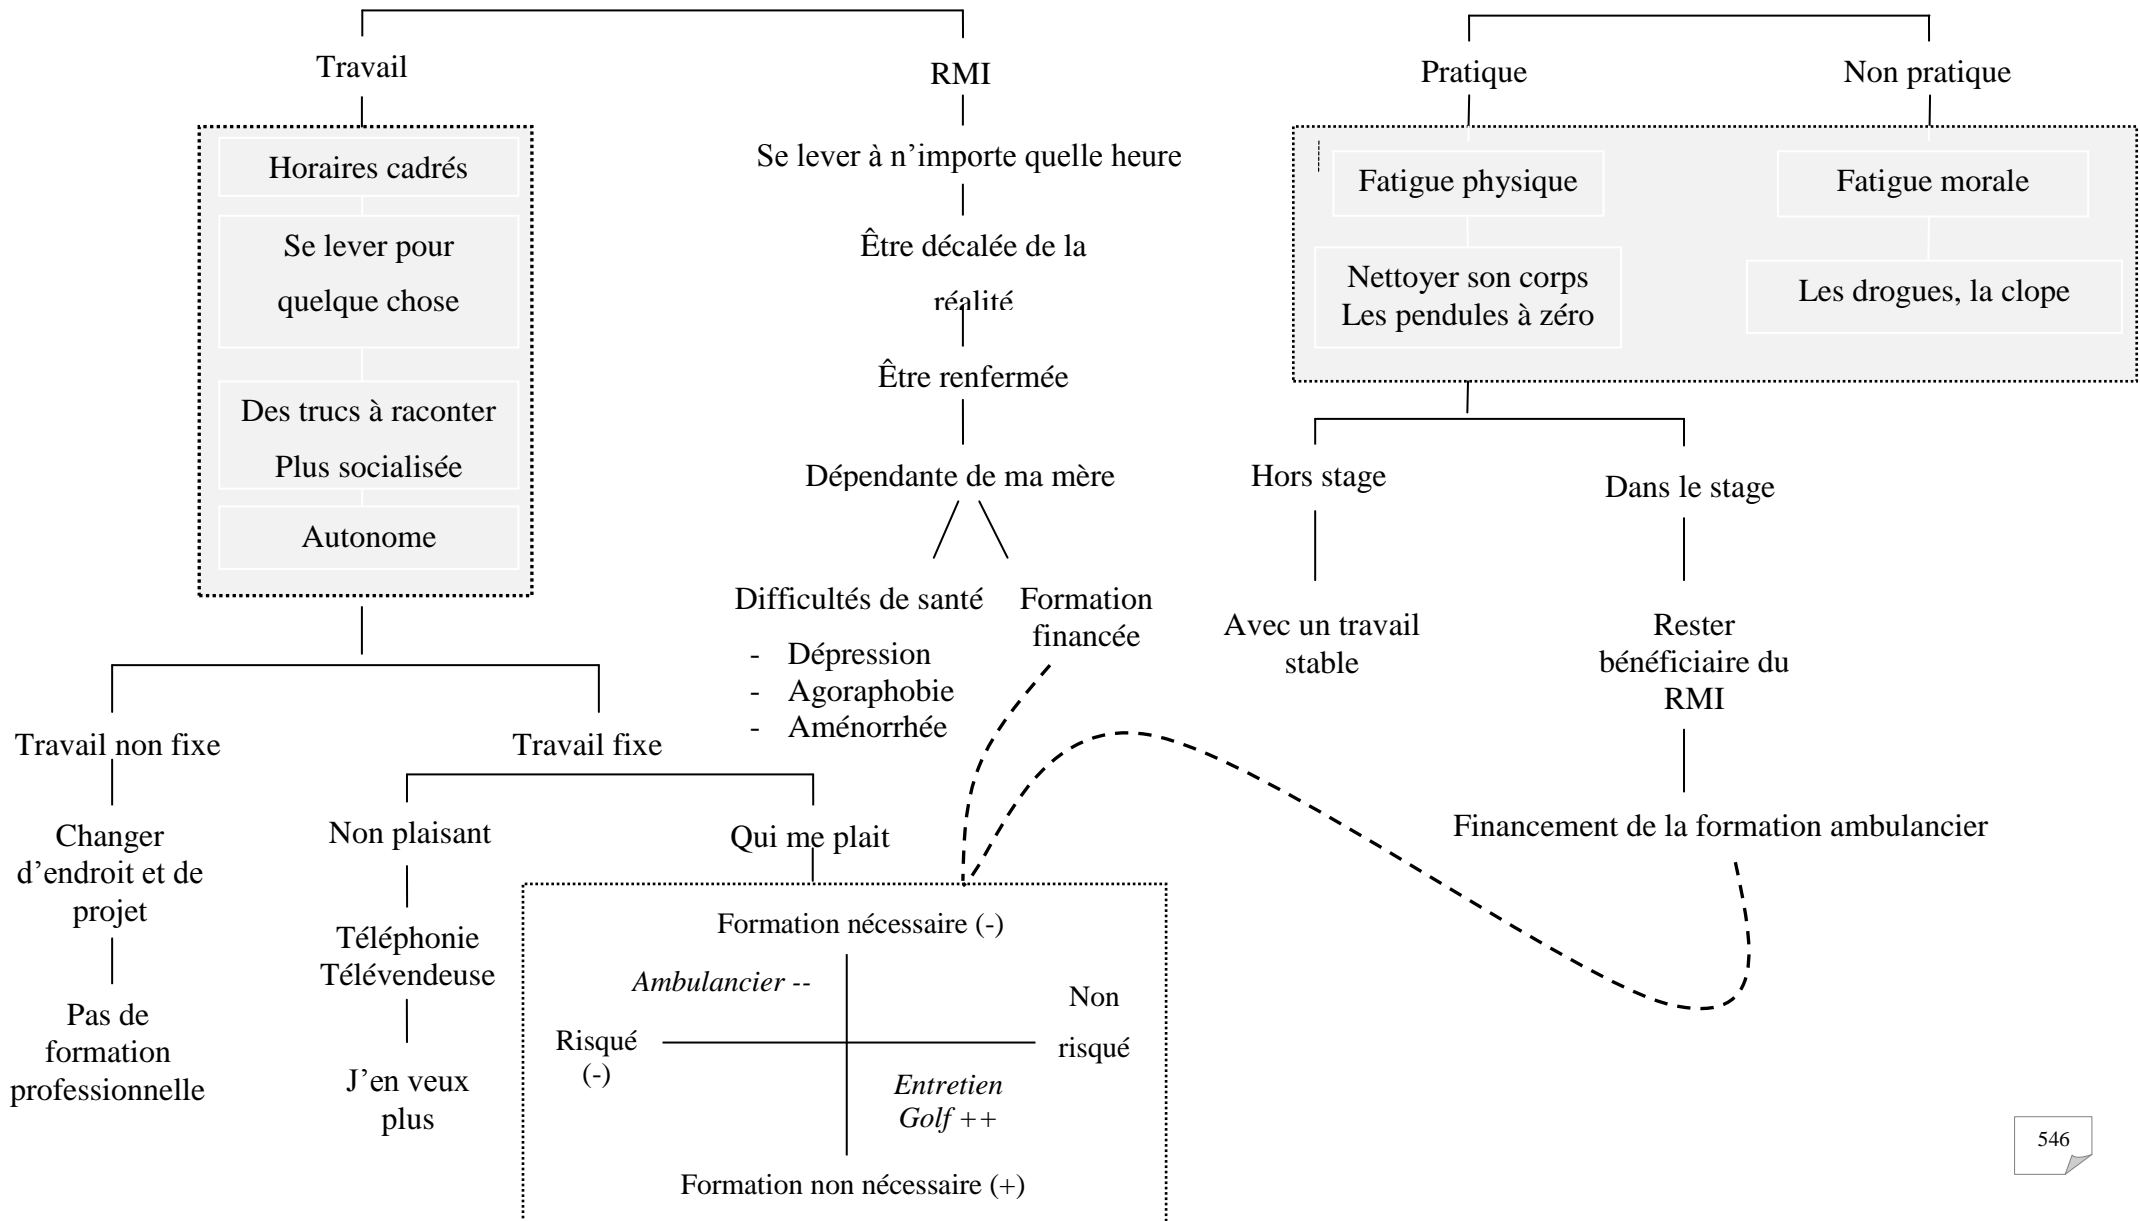 Travail
RMI
Pratique
Non pratique
Horaires cadrés
Se lever pour
quelque chose
Des trucs à raconter
Plus socialisée
Autonome
Se lever à n’importe quelle heure
Être décalée de la
réalité
Être renfermée
Dépendante de ma mère
Difficultés de santé
- Dépression
- Agoraphobie
- Aménorrhée
Formation
financée
Fatigue physique
Nettoyer son corps
Les pendules à zéro
Fatigue morale
Les drogues, la clope
Hors stage
Avec un travail
stable
Dans le stage
Rester
bénéficiaire du
RMI
Financement de la formation ambulancier
Travail non fixe
Changer
d’endroit et de
projet
Pas de
formation
professionnelle
Travail fixe
Non plaisant
Téléphonie
Télévendeuse
J’en veux
plus
Qui me plait
Formation nécessaire (-)
Ambulancier --
Risqué
(-)
Non
risqué
Entretien
Golf ++
Formation non nécessaire (+)
546